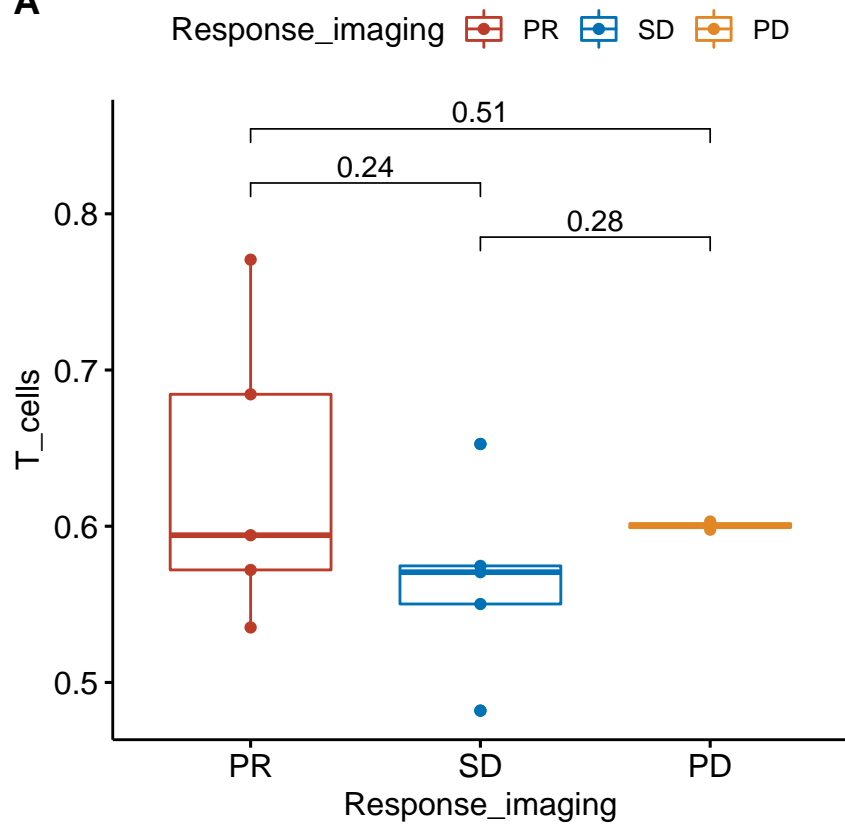 A
Response_imaging PR SD PD
0.51
0.24
0.28
0.8
0.7
0.6
0.5
T_cells
PR SD PD
Response_imaging